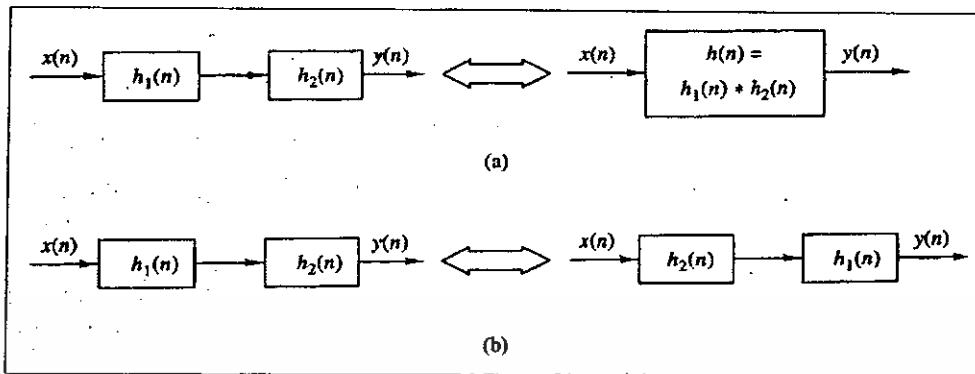 x(n) h₁(n) h₂(n) y(n) x(n) h(n) = y(n)
h₁(n) * h₂(n)
(a)
x(n) h₁(n) h₂(n) y(n) x(n) h₂(n) h₁(n) y(n)
(b)